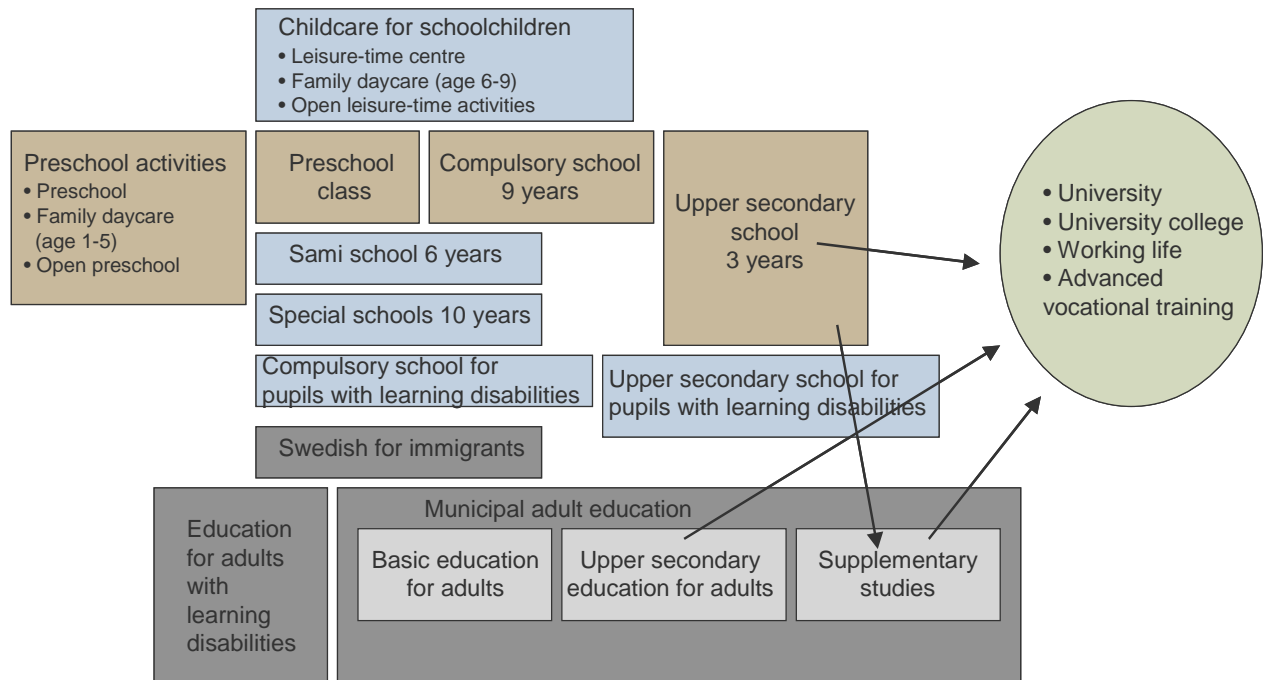 Childcare for schoolchildren
• Leisure-time centre
• Family daycare (age 6-9)
• Open leisure-time activities
Preschool activities
• Preschool
• Family daycare
(age 1-5)
• Open preschool
Preschool
class
Compulsory school
9 years
Upper secondary
school
3 years
• University
• University college
• Working life
• Advanced
vocational training
Sami school 6 years
Special schools 10 years
Compulsory school for
pupils with learning disabilities
Upper secondary school for
pupils with learning disabilities
Swedish for immigrants
Education
for adults
with
learning
disabilities
Municipal adult education
Basic education
for adults
Upper secondary
education for adults
Supplementary
studies